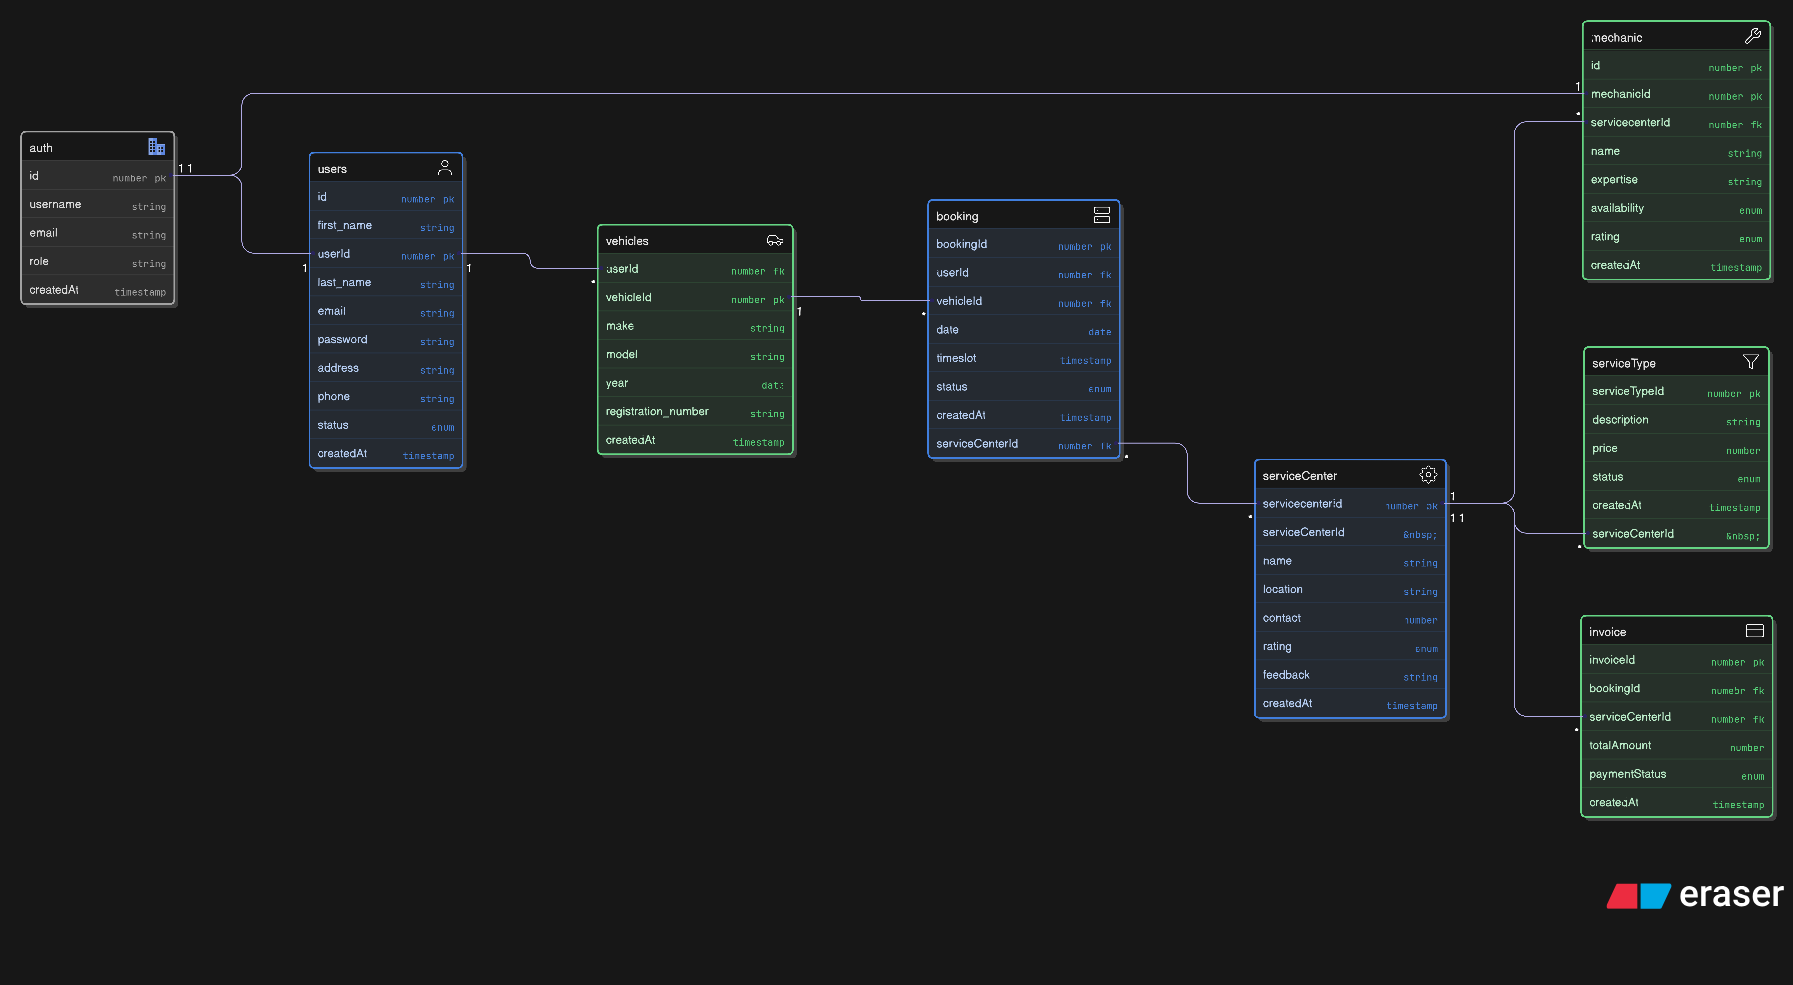 auth
id number pk
username string
email string
role string
createdAt timestamp
1 1
users
id number pk
first_name string
userId number pk
last_name string
email string
password string
address string
phone string
status enum
createdAt timestamp
1
1
vehicles
userId number fk
vehicleId number pk
make string
model string
year date
registration_number string
createdAt timestamp
*
1
booking
bookingId number pk
userId number fk
vehicleId number fk
date date
timeslot timestamp
status enum
createdAt timestamp
serviceCenterId number fk
*
*
serviceCenter
servicecenterid number pk
serviceCenterId &nbsp;
name string
location string
contact number
rating enum
feedback string
createdAt timestamp
*
1
1 1
mechanic
id number pk
mechanicId number pk
servicecenterId number fk
name string
expertise string
availability enum
rating enum
createdAt timestamp
1
*
serviceType
serviceTypeId number pk
description string
price number
status enum
createdAt timestamp
serviceCenterId &nbsp;
*
invoice
invoiceId number pk
bookingId numebr fk
serviceCenterId number fk
totalAmount number
paymentStatus enum
createdAt timestamp
*
eraser